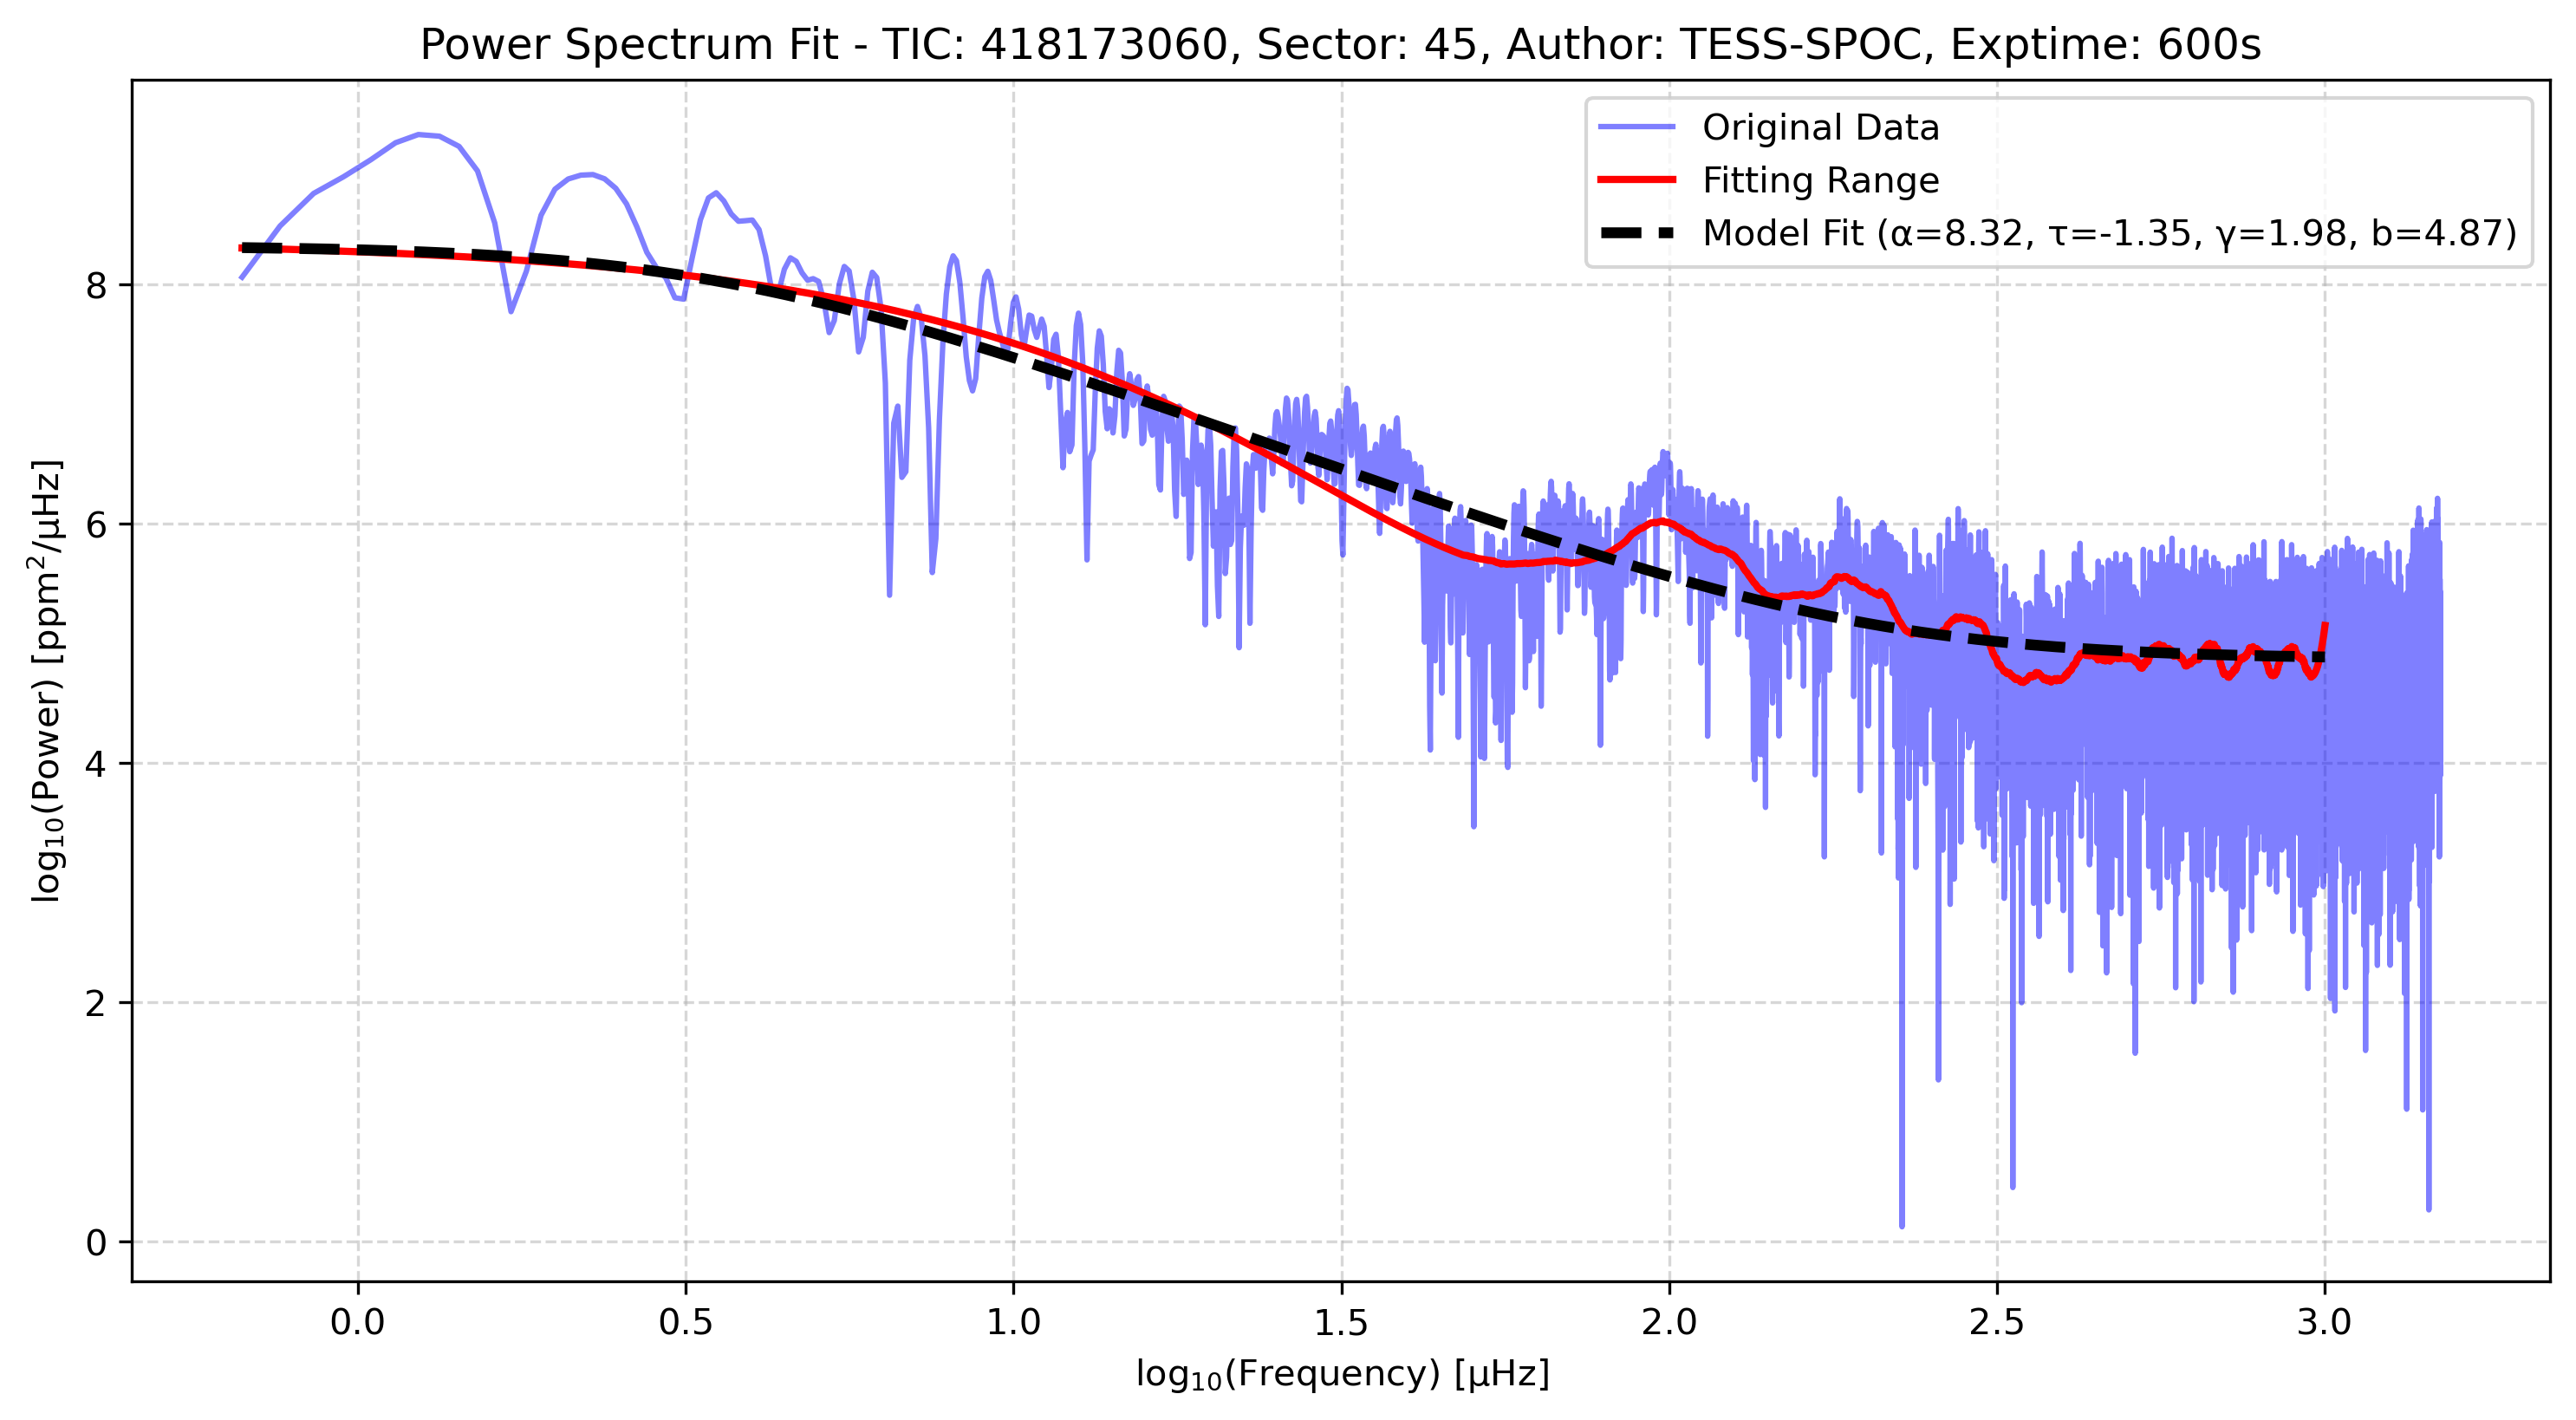 Power Spectrum Fit - TIC: 418173060, Sector: 45, Author: TESS-SPOC, Exptime: 600s
Original Data
Fitting Range
Model Fit (α=8.32, τ=-1.35, γ=1.98, b=4.87)
log₁₀(Power) [ppm²/μHz]
8
6
4
2
0
0.0 0.5 1.0 1.5 2.0 2.5 3.0
log₁₀(Frequency) [μHz]